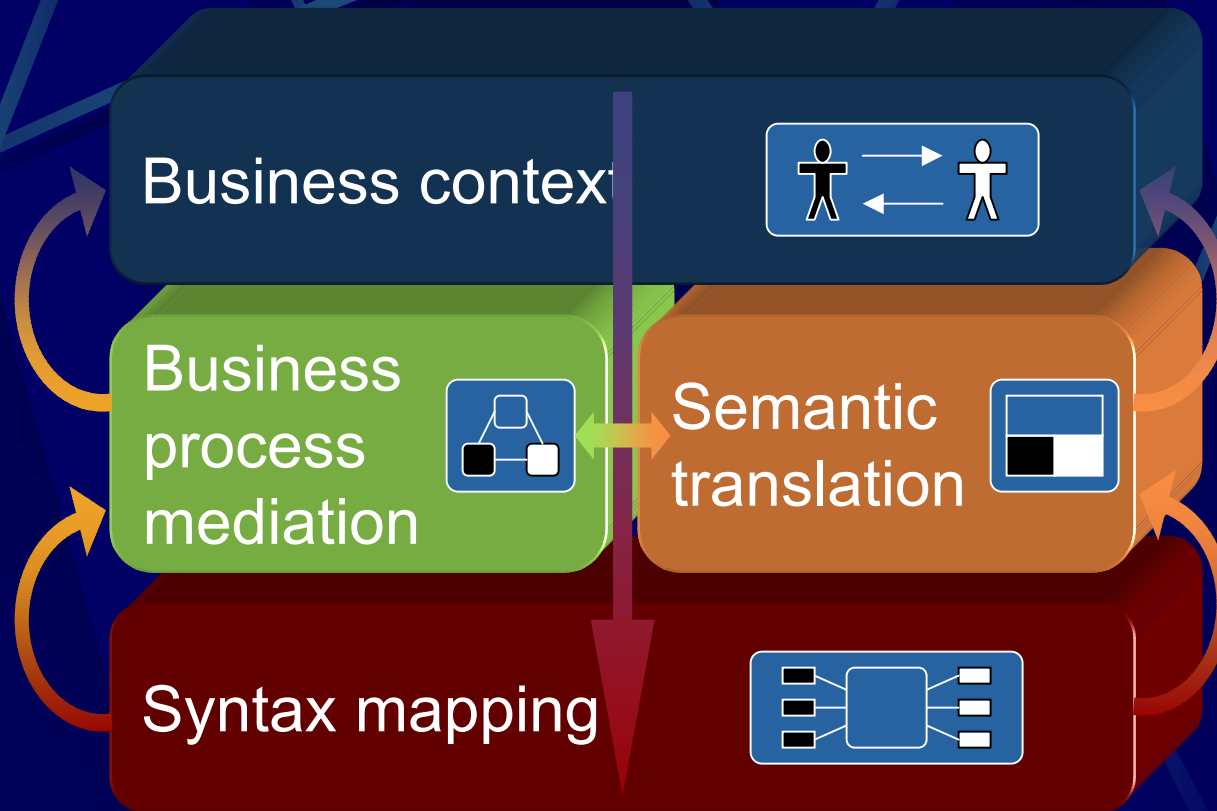 Business context
Business
process
mediation
Semantic
translation
Syntax mapping